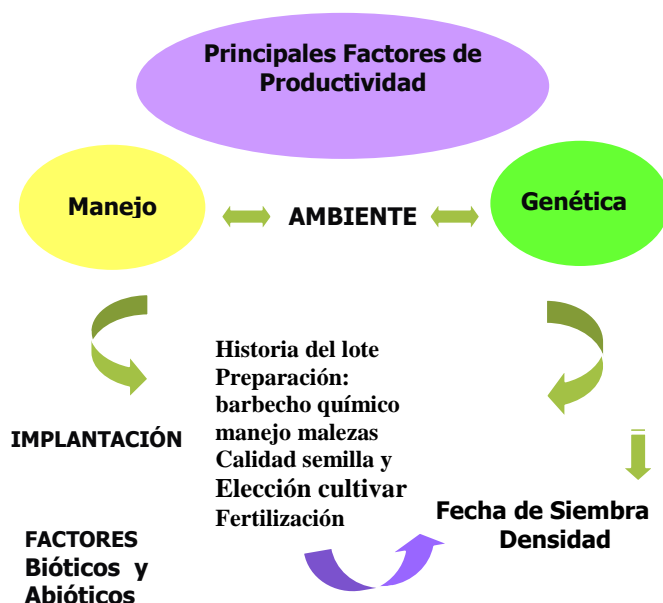 Principales Factores de
Productividad
Manejo
AMBIENTE
Genética
Historia del lote
Preparación:
barbecho químico
manejo malezas
Calidad semilla y
Elección cultivar
Fertilización
IMPLANTACIÓN
Fecha de Siembra
Densidad
FACTORES
Bióticos y
Abióticos